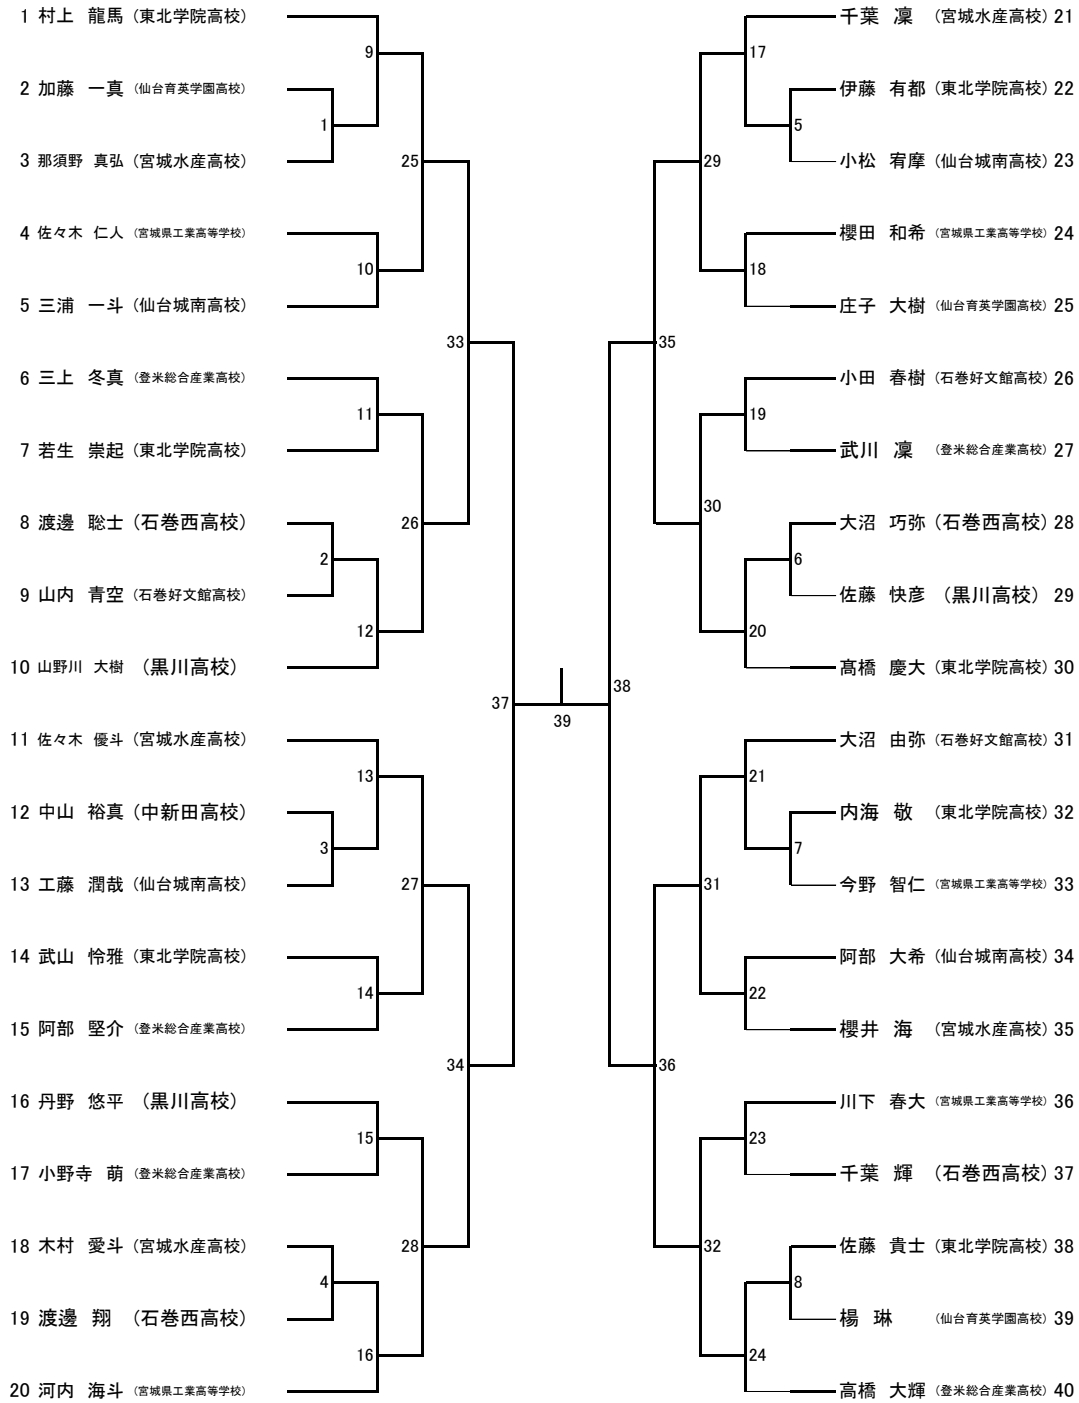 1 村上 龍馬 (東北学院高校)
2 加藤 一真 (仙台育英学園高校)
3 那須野 真弘 (宮城水産高校)
4 佐々木 仁人 (宮城県工業高等学校)
5 三浦 一斗 (仙台城南高校)
6 三上 冬真 (登米総合産業高校)
7 若生 崇起 (東北学院高校)
8 渡邊 聡士 (石巻西高校)
9 山内 青空 (石巻好文館高校)
10 山野川 大樹 (黒川高校)
11 佐々木 優斗 (宮城水産高校)
12 中山 裕真 (中新田高校)
13 工藤 潤哉 (仙台城南高校)
14 武山 怜雅 (東北学院高校)
15 阿部 堅介 (登米総合産業高校)
16 丹野 悠平 (黒川高校)
17 小野寺 萌 (登米総合産業高校)
18 木村 愛斗 (宮城水産高校)
19 渡邊 翔 (石巻西高校)
20 河内 海斗 (宮城県工業高等学校)
1
2
3
4
9
10
11
12
13
14
15
16
25
26
27
28
33
34
37
39
38
35
36
29
30
31
32
17
18
19
20
21
22
23
24
5
6
7
8
千葉 凜 (宮城水産高校) 21
伊藤 有都 (東北学院高校) 22
小松 宥摩 (仙台城南高校) 23
櫻田 和希 (宮城県工業高等学校) 24
庄子 大樹 (仙台育英学園高校) 25
小田 春樹 (石巻好文館高校) 26
武川 凜 (登米総合産業高校) 27
大沼 巧弥 (石巻西高校) 28
佐藤 快彦 (黒川高校) 29
髙橋 慶大 (東北学院高校) 30
大沼 由弥 (石巻好文館高校) 31
内海 敬 (東北学院高校) 32
今野 智仁 (宮城県工業高等学校) 33
阿部 大希 (仙台城南高校) 34
櫻井 海 (宮城水産高校) 35
川下 春大 (宮城県工業高等学校) 36
千葉 輝 (石巻西高校) 37
佐藤 貴士 (東北学院高校) 38
楊 琳 (仙台育英学園高校) 39
高橋 大輝 (登米総合産業高校) 40